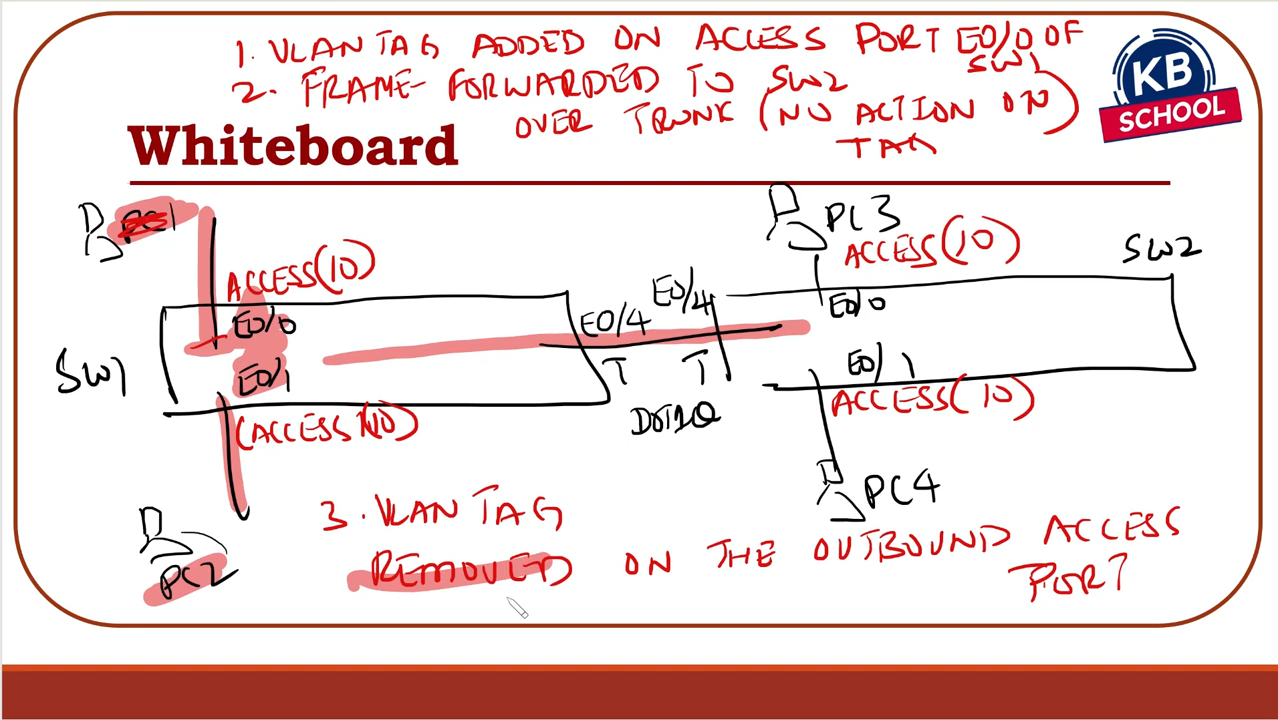 1. VLAN TAG ADDED ON ACCESS PORT E0/0 OF
SW1
2. FRAME FORWARDED TO SW2
OVER TRUNK (NO ACTION ON)
TAG
KB
SCHOOL
Whiteboard
PC3
ACCESS(10)
SW2
ACCESS(10)
E0/0
E0/4
E0/4
E0/0
SW1
E0/1
T
T
E0/1
(ACCESS 10)
DOT1Q
ACCESS(10)
PC4
3. VLAN TAG
REMOVED ON THE OUTBOUND ACCESS
PORT
PC2